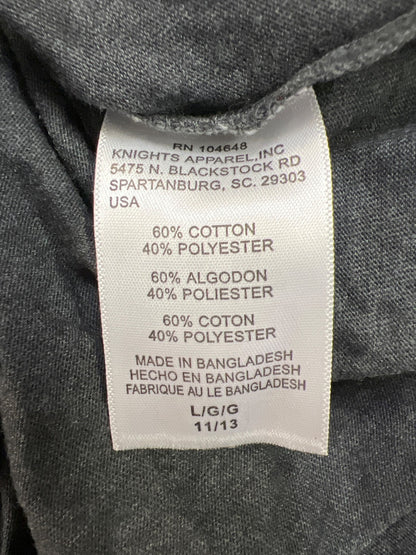 RN 104648
KNIGHTS APPAREL,INC
5475 N. BLACKSTOCK RD
SPARTANBURG, SC. 29303
USA
60% COTTON
40% POLYESTER
60% ALGODON
40% POLIESTER
60% COTON
40% POLYESTER
MADE IN BANGLADESH
HECHO EN BANGLADESH
FABRIQUE AU LE BANGLADESH
L/G/G
11/13